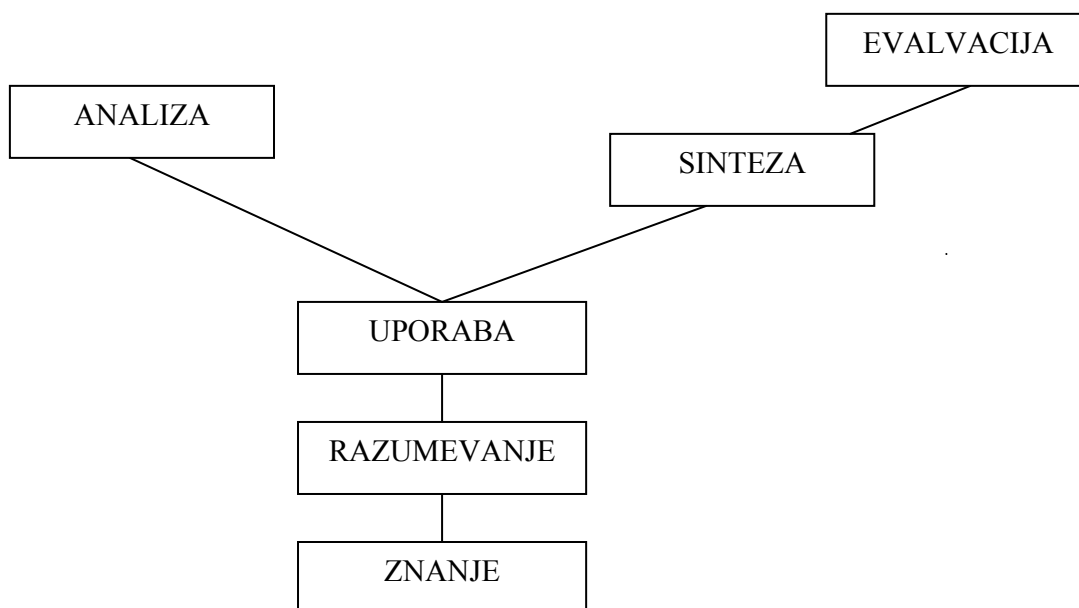 EVALVACIJA
ANALIZA
SINTEZA
UPORABA
RAZUMEVANJE
ZNANJE